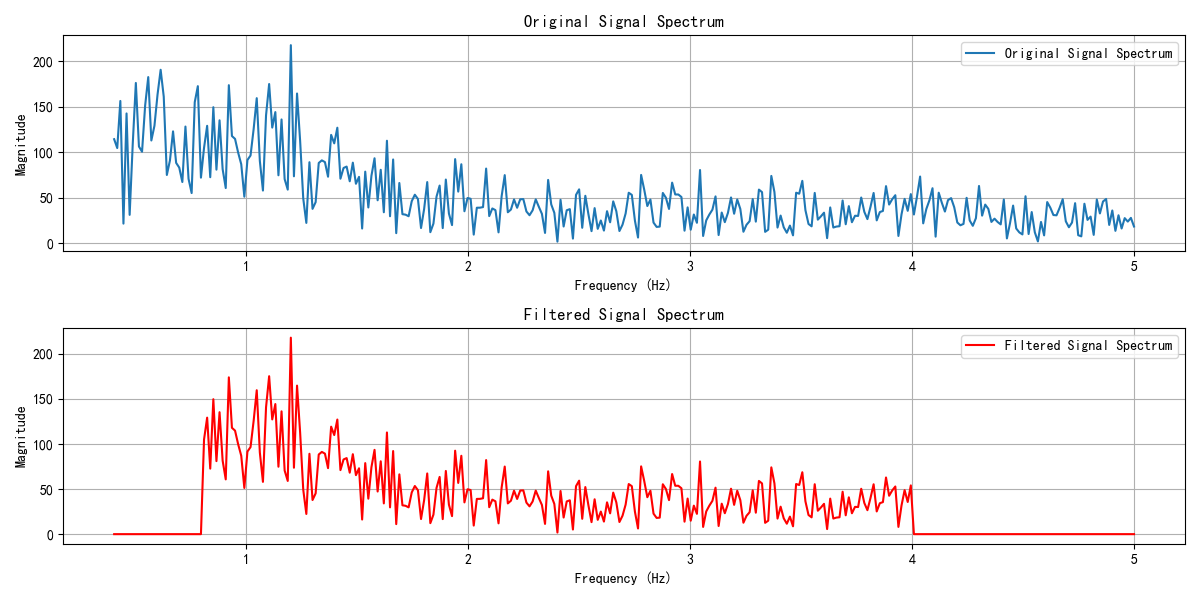 Original Signal Spectrum
Original Signal Spectrum
200
150
100
50
0
Magnitude
1
2
3
4
5
Frequency (Hz)
Filtered Signal Spectrum
Filtered Signal Spectrum
200
150
100
50
0
Magnitude
1
2
3
4
5
Frequency (Hz)